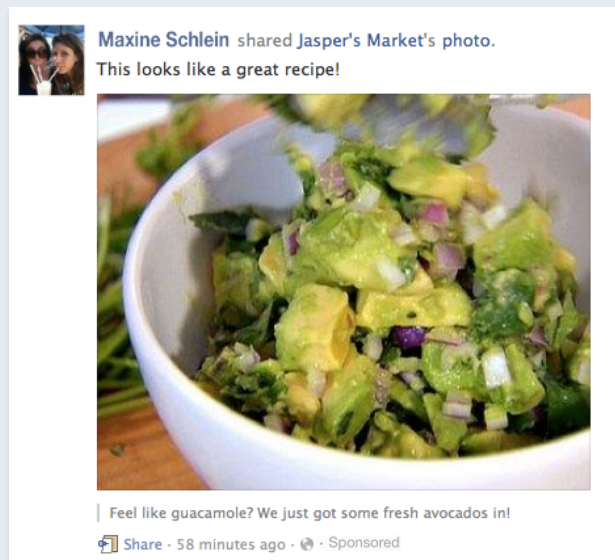 Maxine Schlein shared Jasper's Market's photo.
This looks like a great recipe!
Feel like guacamole? We just got some fresh avocados in!
Share · 58 minutes ago · · Sponsored